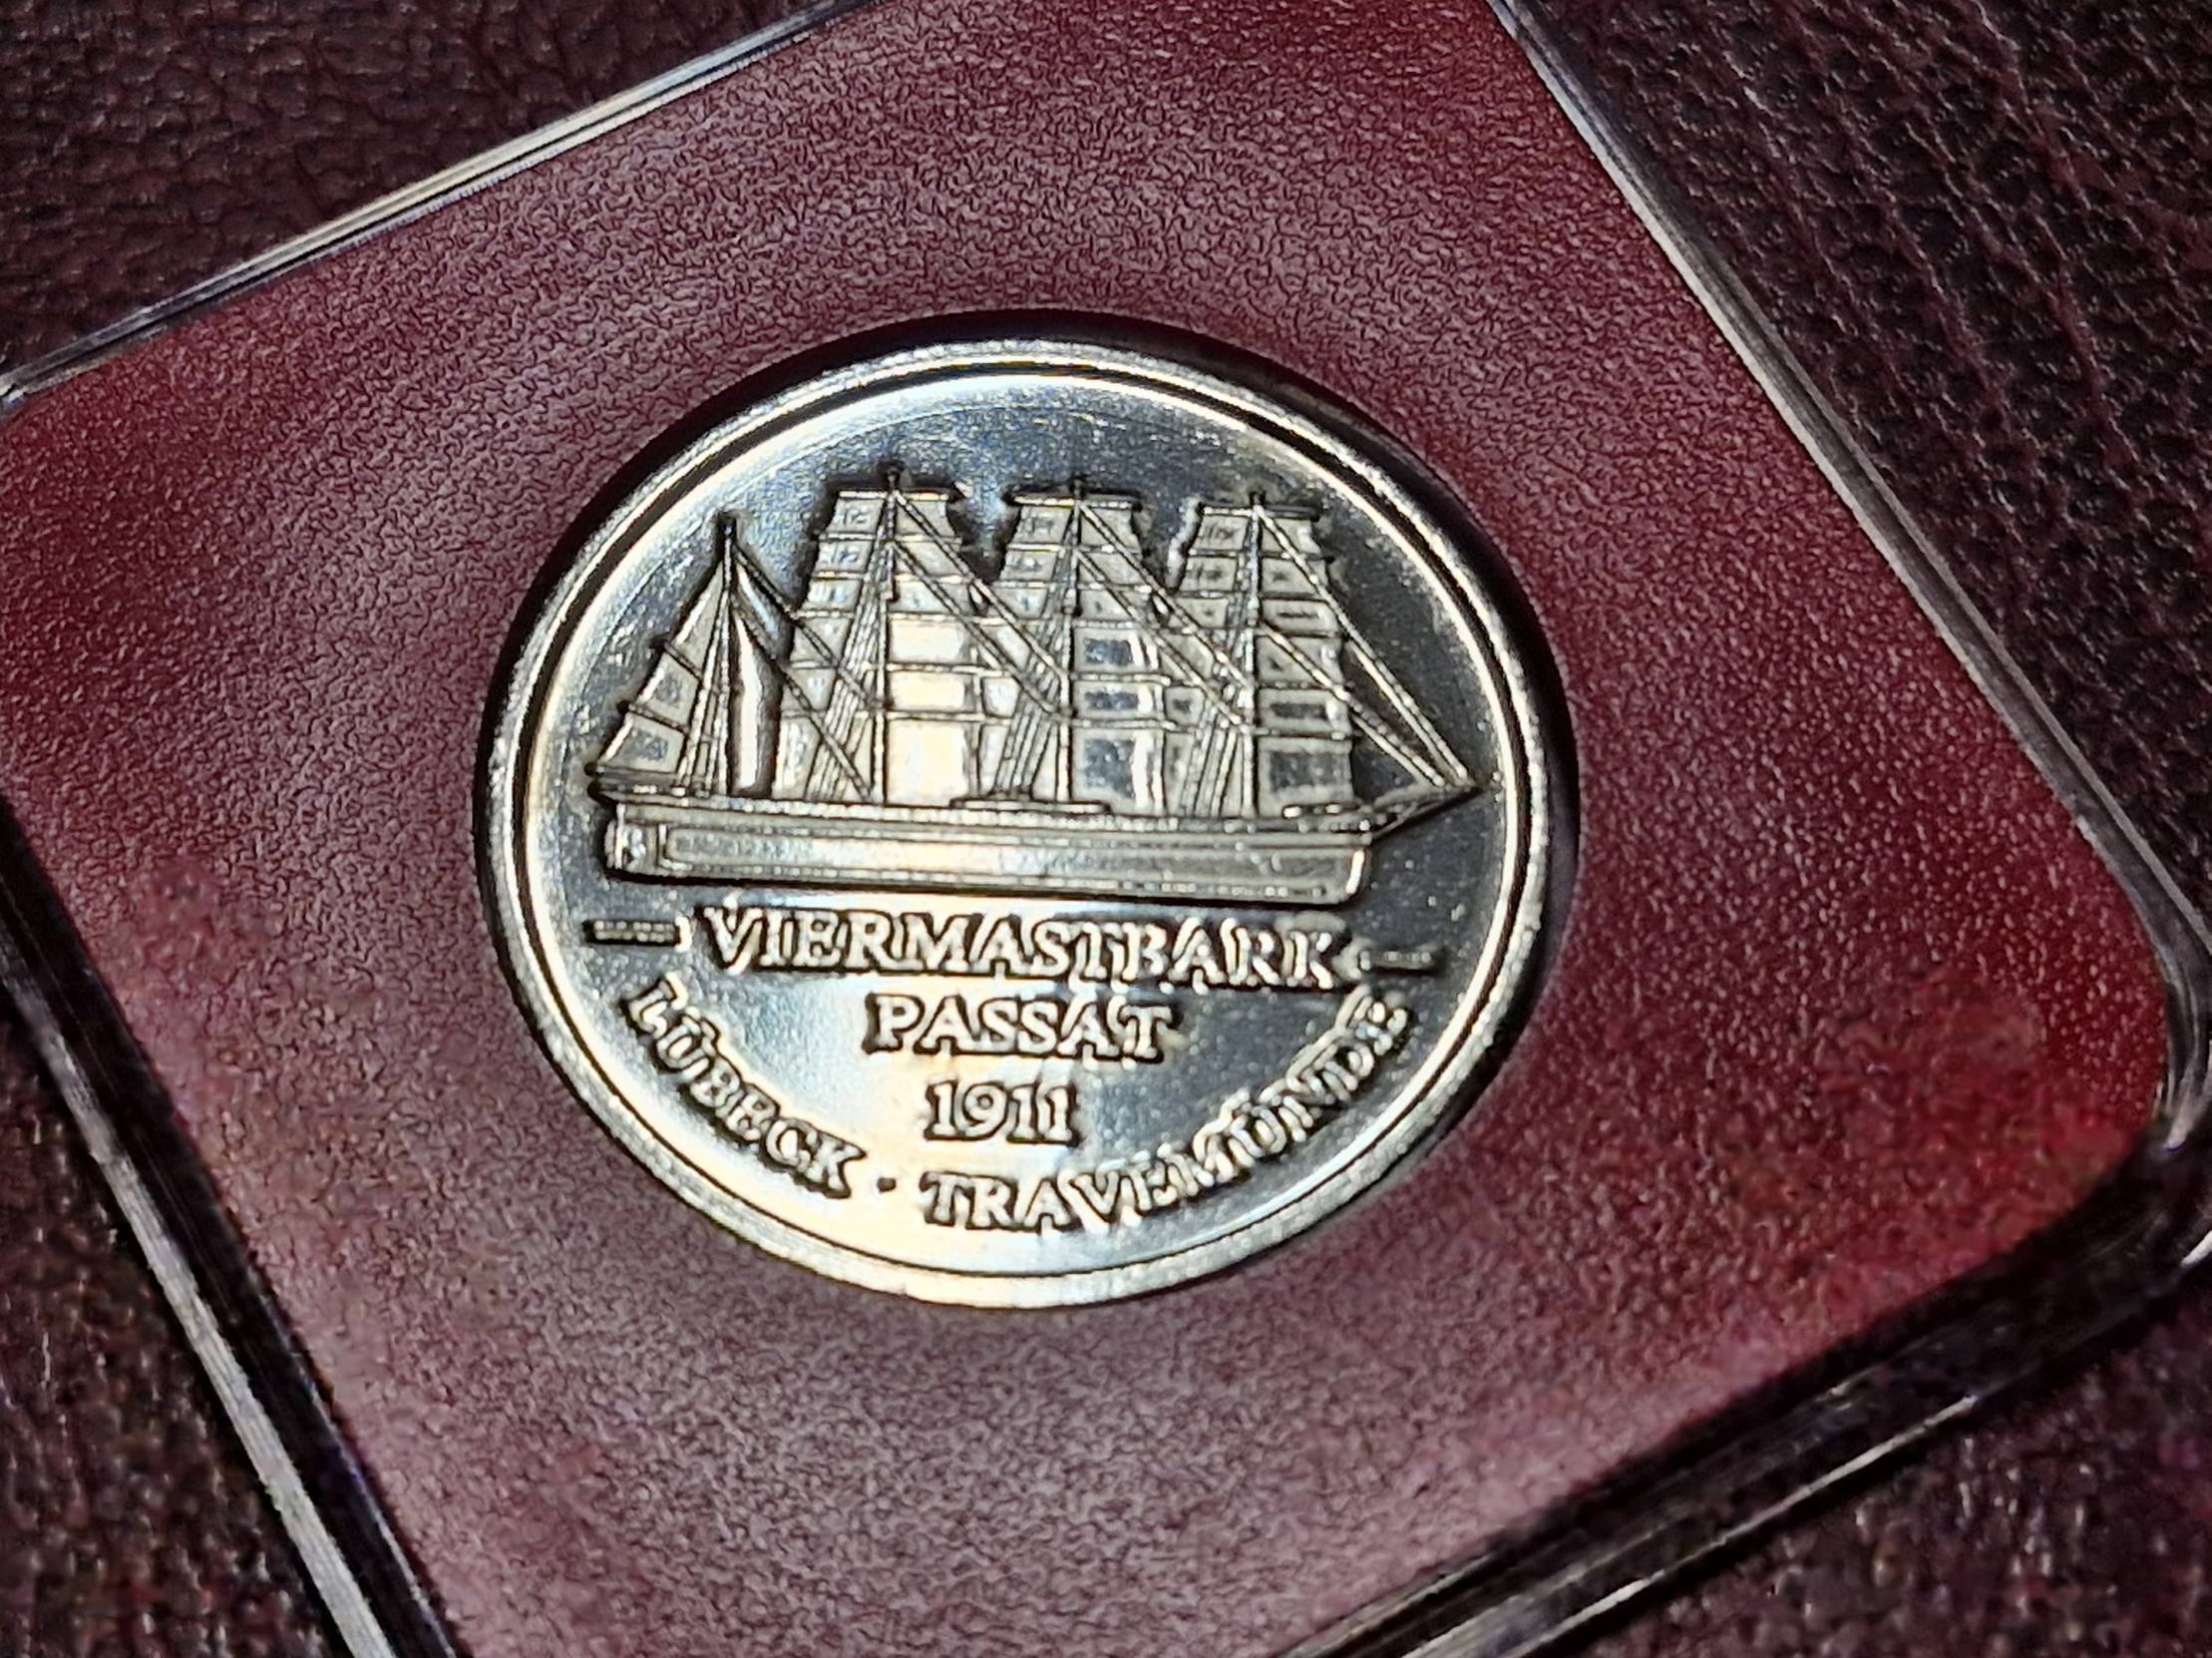 VIERMASTBARK
PASSAT
1911
LÜBECK · TRAVEMÜNDE